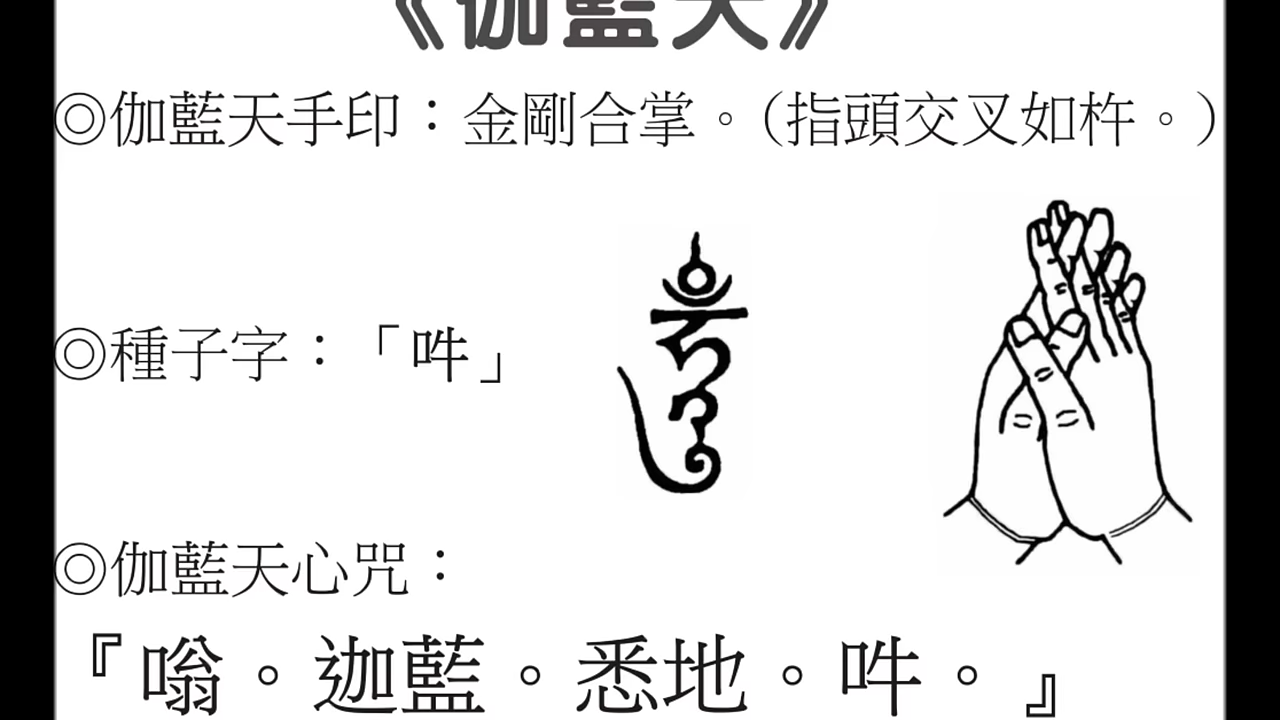 《伽藍天》
◎伽藍天手印：金剛合掌。（指頭交叉如杵。）
◎種子字：「吽」
◎伽藍天心咒：
『嗡。迦藍。悉地。吽。』